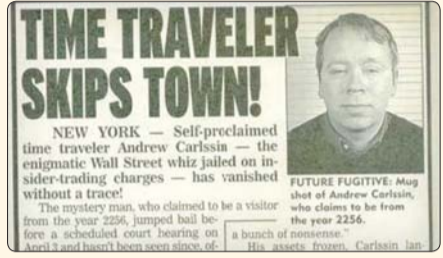 TIME TRAVELER
SKIPS TOWN!
NEW YORK — Self-proclaimed
time traveler Andrew Carlssin — the
enigmatic Wall Street whiz jailed on in-
sider-trading charges — has vanished
without a trace!
The mystery man, who claimed to be a visitor
from the year 2256, jumped bail be-
fore a scheduled court hearing on
April 3 and hasn't been seen since, of-
FUTURE FUGITIVE: Mug
shot of Andrew Carlssin,
who claims to be from
the year 2256.
a bunch of nonsense."
His assets frozen, Carlssin lan-